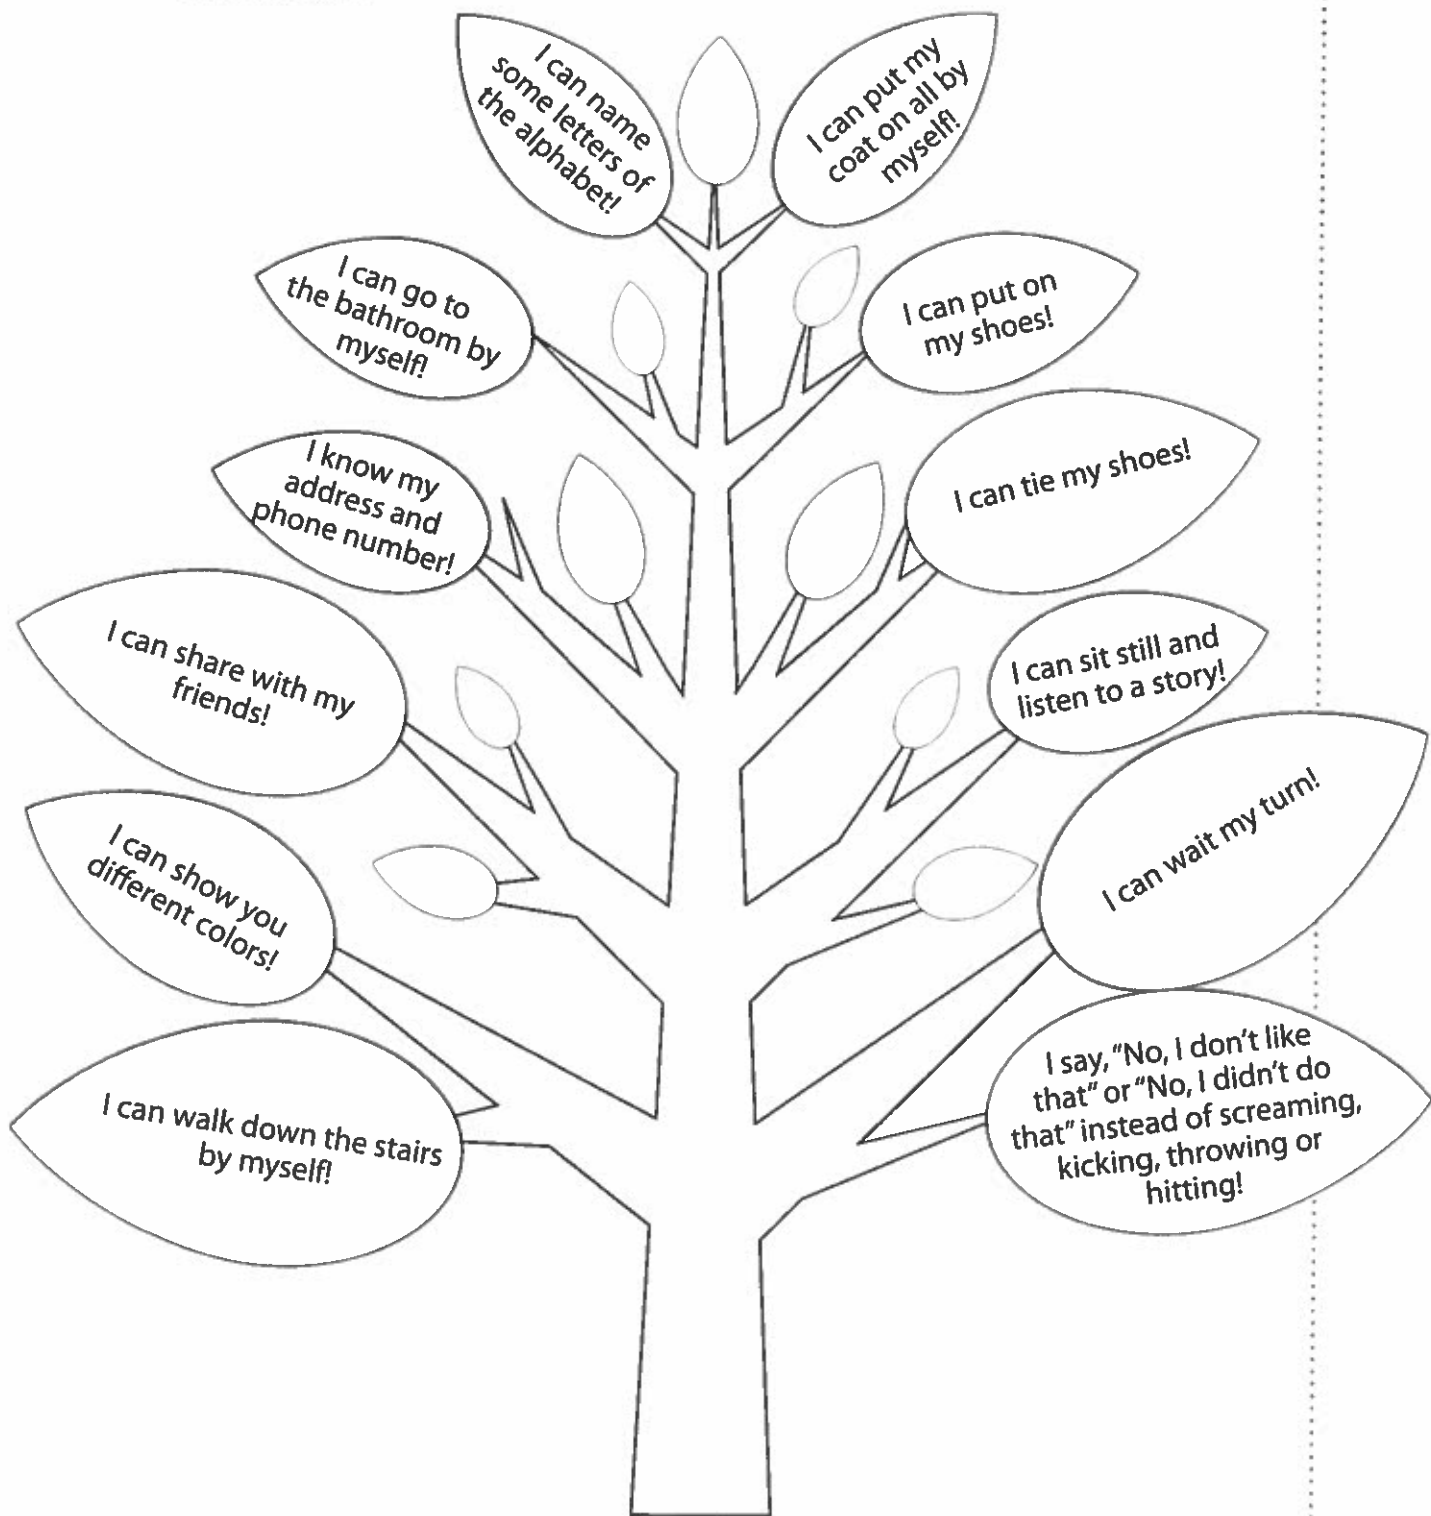 I can name
some letters of
the alphabet!
I can put my
coat on all by
myself!
I can go to
the bathroom by
myself!
I can put on
my shoes!
I know my
address and
phone number!
I can tie my shoes!
I can share with my
friends!
I can sit still and
listen to a story!
I can show you
different colors!
I can wait my turn!
I can walk down the stairs
by myself!
I say, "No, I don't like
that" or "No, I didn't do
that" instead of screaming,
kicking, throwing or
hitting!